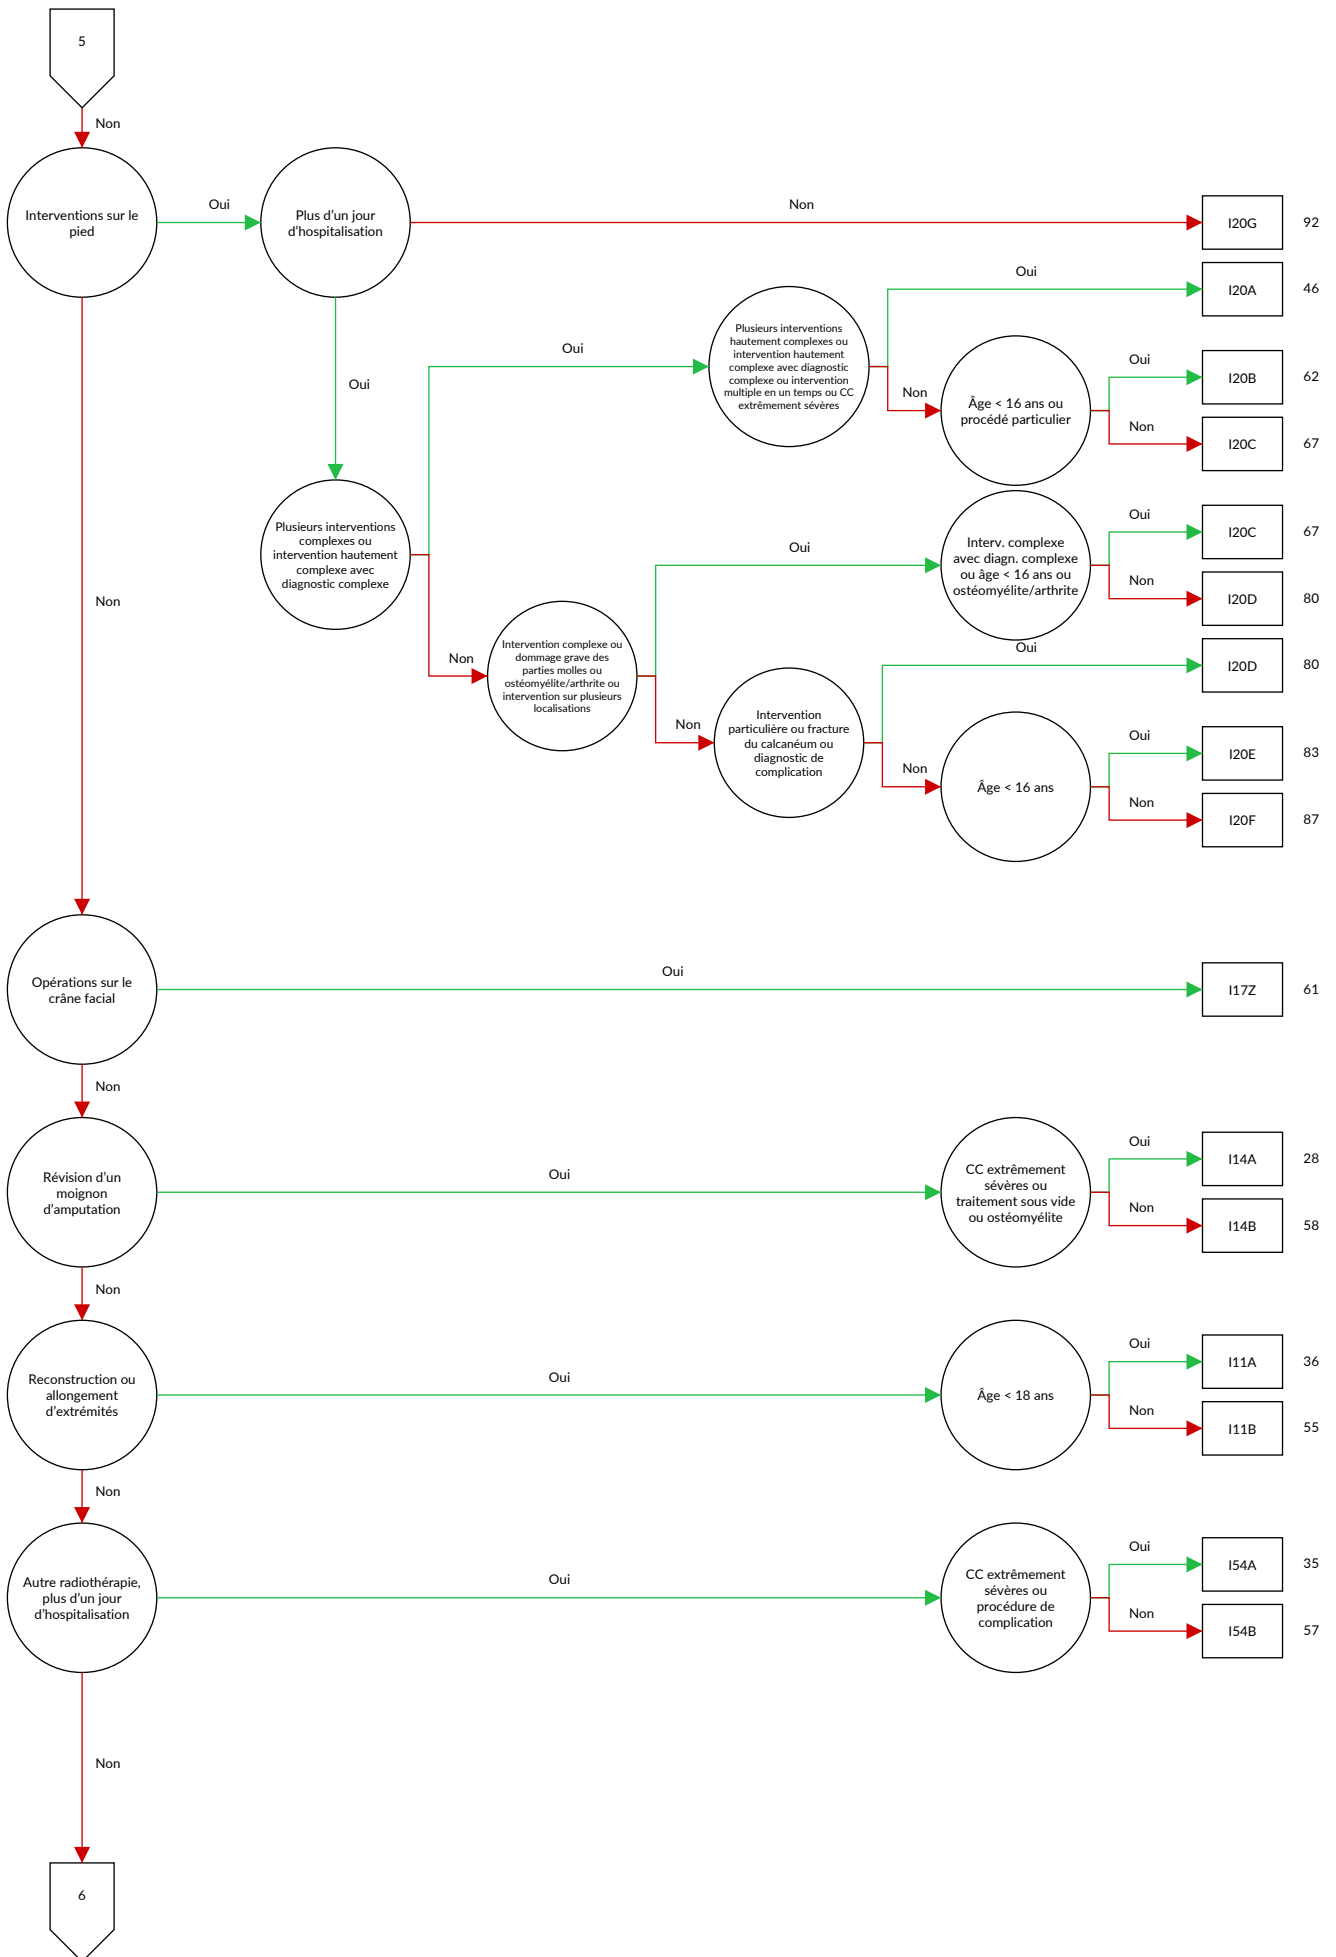 5
Non
Interventions sur le
pied
Oui
Plus d'un jour
d'hospitalisation
Non
I20G
92
Oui
I20A
46
Oui
Plusieurs interventions
hautement complexes ou
intervention hautement
complexe avec diagnostic
complexe ou intervention
multiple en un temps ou CC
extrêmement sévères
Non
Âge < 16 ans ou
procédé particulier
Oui
I20B
62
Non
I20C
67
Oui
Plusieurs interventions
complexes ou
intervention hautement
complexe avec
diagnostic complexe
Oui
Interv. complexe
avec diagn. complexe
ou âge < 16 ans ou
ostéomyélite/arthrite
Oui
I20C
67
Non
I20D
80
Non
Non
Intervention complexe ou
dommage grave des
parties molles ou
ostéomyélite/arthrite ou
intervention sur plusieurs
localisations
Oui
I20D
80
Non
Intervention
particulière ou fracture
du calcanéum ou
diagnostic de
complication
Non
Âge < 16 ans
Oui
I20E
83
Non
I20F
87
Opérations sur le
crâne facial
Oui
I17Z
61
Non
Révision d'un
moignon
d'amputation
Oui
CC extrêmement
sévères ou
traitement sous vide
ou ostéomyélite
Oui
I14A
28
Non
I14B
58
Non
Reconstruction ou
allongement
d'extrémités
Oui
Âge < 18 ans
Oui
I11A
36
Non
I11B
55
Non
Autre radiothérapie,
plus d'un jour
d'hospitalisation
Oui
CC extrêmement
sévères ou
procédure de
complication
Oui
I54A
35
Non
I54B
57
Non
6